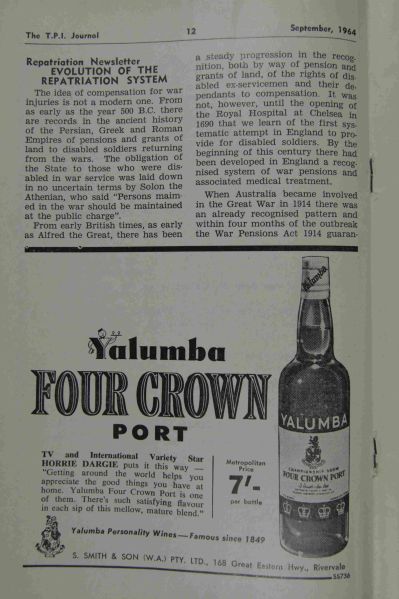 The T.P.I. Journal
12
September, 1964
Repatriation Newsletter
EVOLUTION OF THE
REPATRIATION SYSTEM
The idea of compensation for war
injuries is not a modern one. From
as early as the year 500 B.C. there
are records in the ancient history
of the Persian, Greek and Roman
Empires of pensions and grants of
land to disabled soldiers returning
from the wars. The obligation of
the State to those who were dis-
abled in war service was laid down
in no uncertain terms by Solon the
Athenian, who said "Persons maim-
ed in the war should be maintained
at the public charge".
From early British times, as early
as Alfred the Great, there has been
a steady progression in the recog-
nition, both by way of pension and
grants of land, of the rights of dis-
abled ex-servicemen and their de-
pendants to compensation. It was
not, however, until the opening of
the Royal Hospital at Chelsea in
1690 that we learn of the first sys-
tematic attempt in England to pro-
vide for disabled soldiers. By the
beginning of this century there had
been developed in England a recog-
nised system of war pensions and
associated medical treatment.
When Australia became involved
in the Great War in 1914 there was
an already recognised pattern and
within four months of the outbreak
the War Pensions Act 1914 guaran-
Yalumba
FOUR CROWN
PORT
TV and International Variety Star
HORRIE DARGIE puts it this way —
"Getting around the world helps you
appreciate the good things you have at
home. Yalumba Four Crown Port is one
of them. There's such satisfying flavour
in each sip of this mellow, mature blend."
Metropolitan
Price
7'-
per bottle
Yalumba
YALUMBA
CHAMPIONSHIP SHOW
FOUR CROWN PORT
Yalumba Personality Wines—Famous since 1849
S. SMITH & SON (W.A.) PTY. LTD., 168 Great Eastern Hwy., Rivervale
SS736